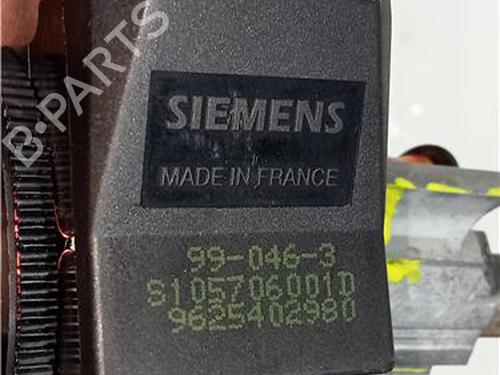 B-PARTS
SIEMENS
MADE IN FRANCE
99-046-3
S105706001D
9625402980